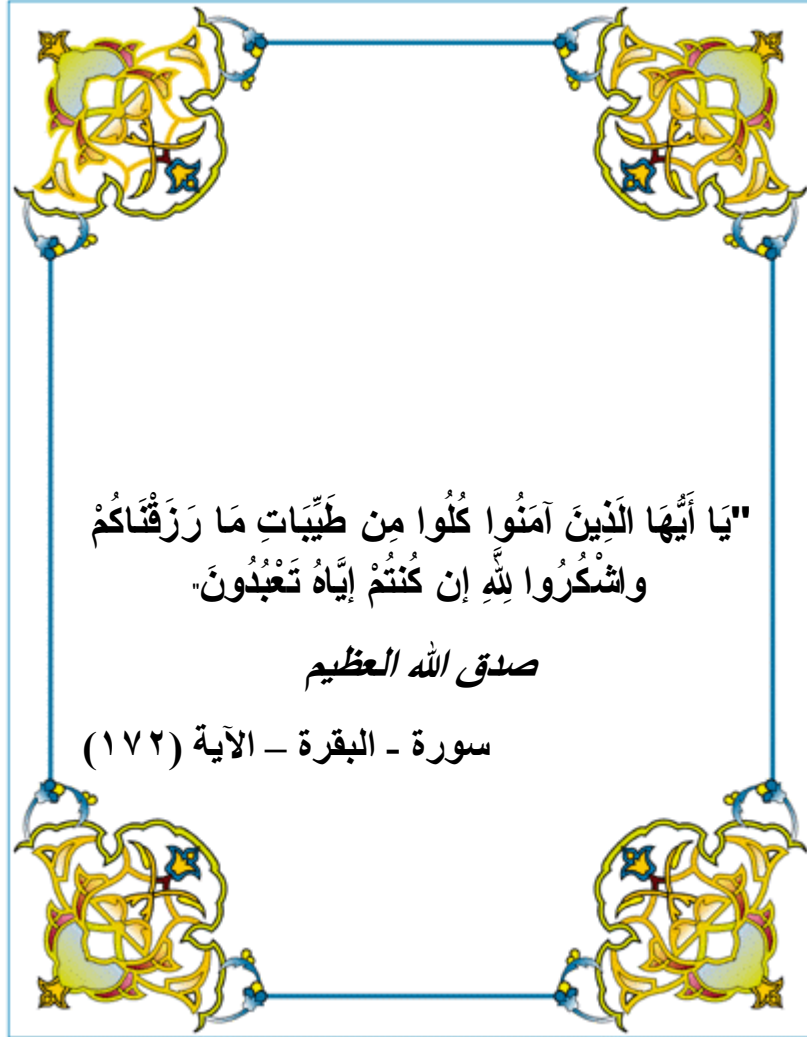 "يَا أَيُّهَا الَذِينَ آمَنُوا كُلُوا مِن طَيِّبَاتِ مَا رَزَقْنَاكُمْ
واشْكُرُوا لِلَّهِ إن كُنتُمْ إيَّاهُ تَعْبُدُونَ"
صدق الله العظيم
سورة - البقرة – الآية (١٧٢)